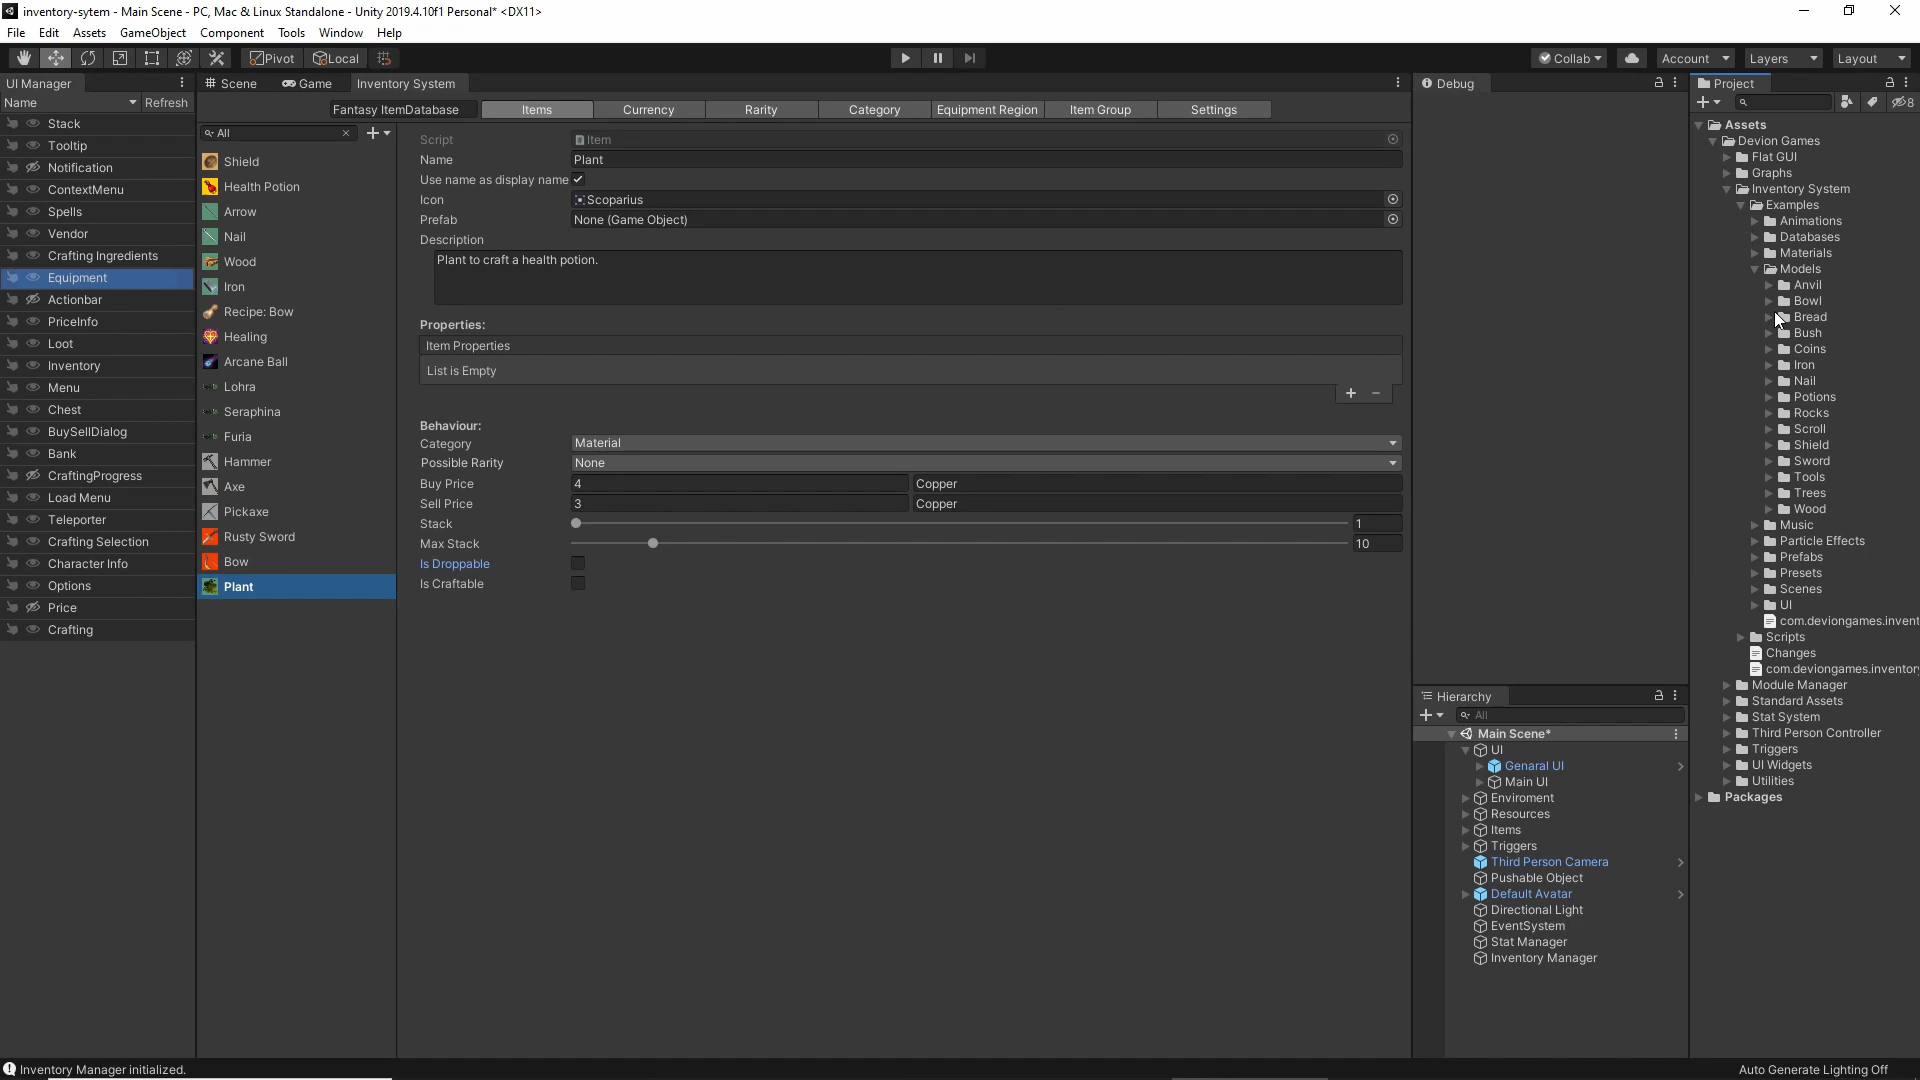 inventory-sytem - Main Scene - PC, Mac & Linux Standalone - Unity 2019.4.10f1 Personal* <DX11>
File Edit Assets GameObject Component Tools Window Help
Pivot Local Collab Account Layers Layout
UI Manager
Name Refresh
Stack
Tooltip
Notification
ContextMenu
Spells
Vendor
Crafting Ingredients
Equipment
Actionbar
PriceInfo
Loot
Inventory
Menu
Chest
BuySellDialog
Bank
CraftingProgress
Load Menu
Teleporter
Crafting Selection
Character Info
Options
Price
Crafting
Scene Game Inventory System
Fantasy ItemDatabase Items Currency Rarity Category Equipment Region Item Group Settings
All
Shield
Health Potion
Arrow
Nail
Wood
Iron
Recipe: Bow
Healing
Arcane Ball
Lohra
Seraphina
Furia
Hammer
Axe
Pickaxe
Rusty Sword
Bow
Plant
Script Item
Name Plant
Use name as display name
Icon Scoparius
Prefab None (Game Object)
Description
Plant to craft a health potion.
Properties:
Item Properties
List is Empty
Behaviour:
Category Material
Possible Rarity None
Buy Price 4 Copper
Sell Price 3 Copper
Stack 1
Max Stack 10
Is Droppable
Is Craftable
Debug
Hierarchy
All
Main Scene*
UI
Genaral UI
Main UI
Enviroment
Resources
Items
Triggers
Third Person Camera
Pushable Object
Default Avatar
Directional Light
EventSystem
Stat Manager
Inventory Manager
Project
8
Assets
Devion Games
Flat GUI
Graphs
Inventory System
Examples
Animations
Databases
Materials
Models
Anvil
Bowl
Bread
Bush
Coins
Iron
Nail
Potions
Rocks
Scroll
Shield
Sword
Tools
Trees
Wood
Music
Particle Effects
Prefabs
Presets
Scenes
UI
com.deviongames.invent
Scripts
Changes
com.deviongames.inventory
Module Manager
Standard Assets
Stat System
Third Person Controller
Triggers
UI Widgets
Utilities
Packages
Inventory Manager initialized.
Auto Generate Lighting Off